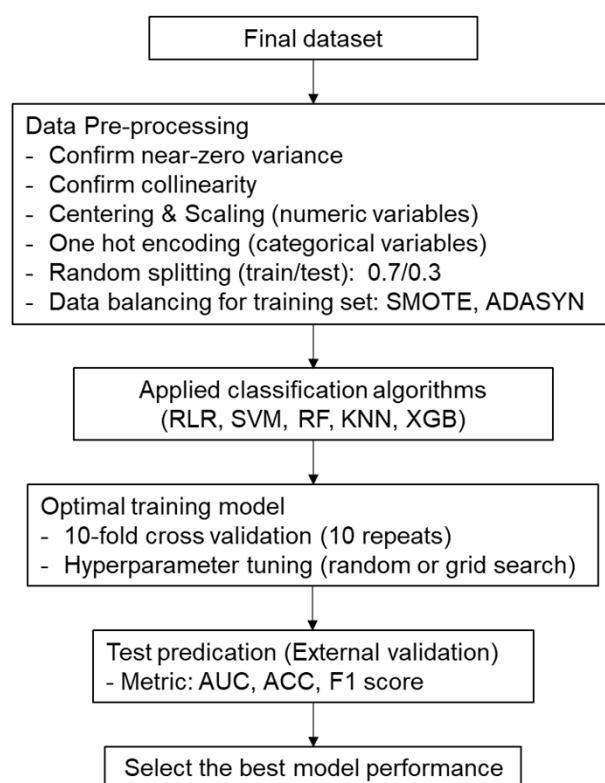 Final dataset
Data Pre-processing
- Confirm near-zero variance
- Confirm collinearity
- Centering & Scaling (numeric variables)
- One hot encoding (categorical variables)
- Random splitting (train/test): 0.7/0.3
- Data balancing for training set: SMOTE, ADASYN
Applied classification algorithms
(RLR, SVM, RF, KNN, XGB)
Optimal training model
- 10-fold cross validation (10 repeats)
- Hyperparameter tuning (random or grid search)
Test predication (External validation)
- Metric: AUC, ACC, F1 score
Select the best model performance